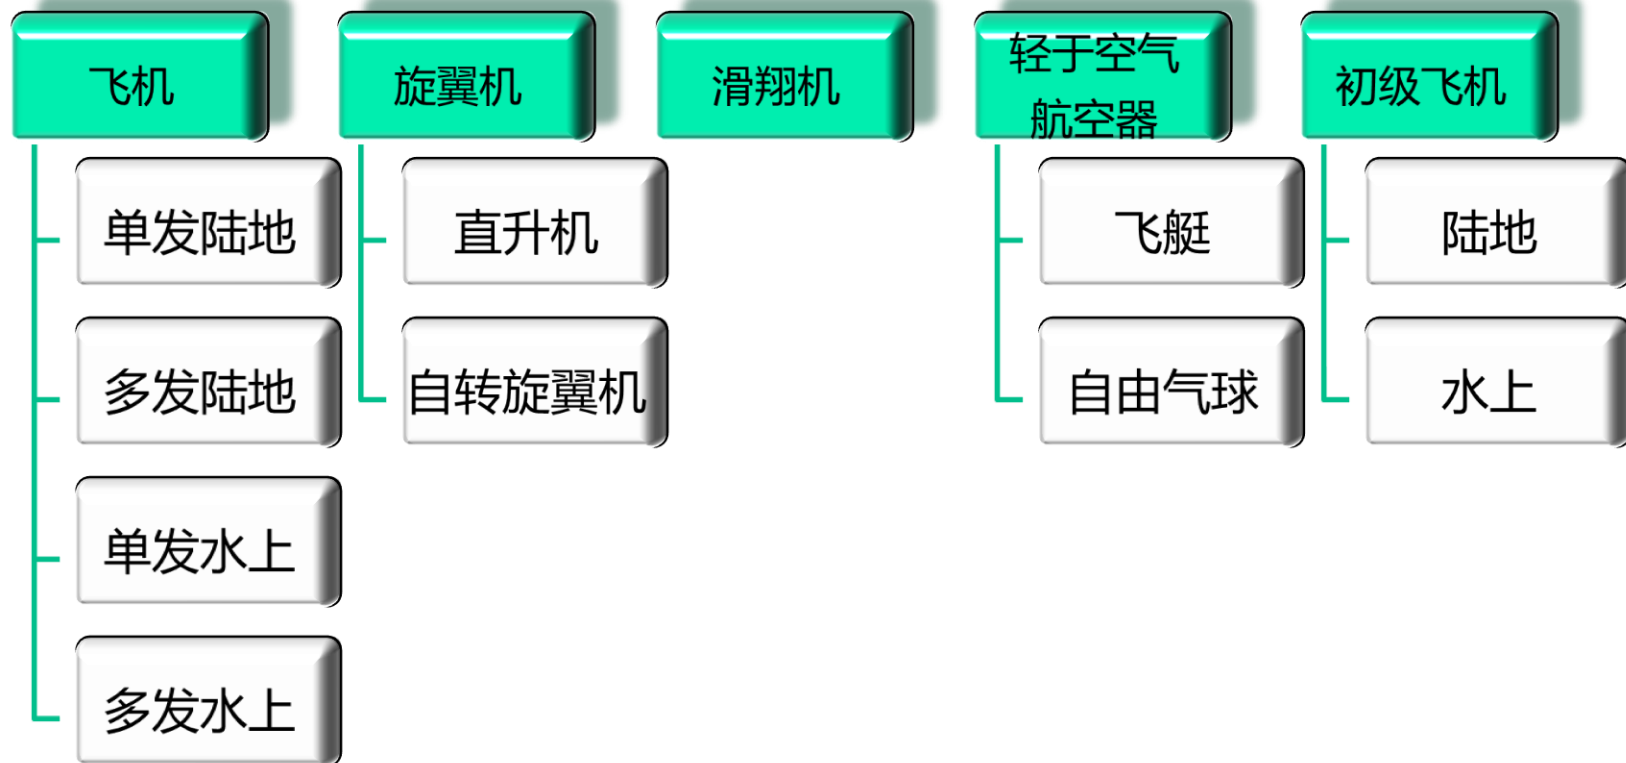 飞机
单发陆地
多发陆地
单发水上
多发水上
旋翼机
直升机
自转旋翼机
滑翔机
轻于空气
航空器
飞艇
自由气球
初级飞机
陆地
水上